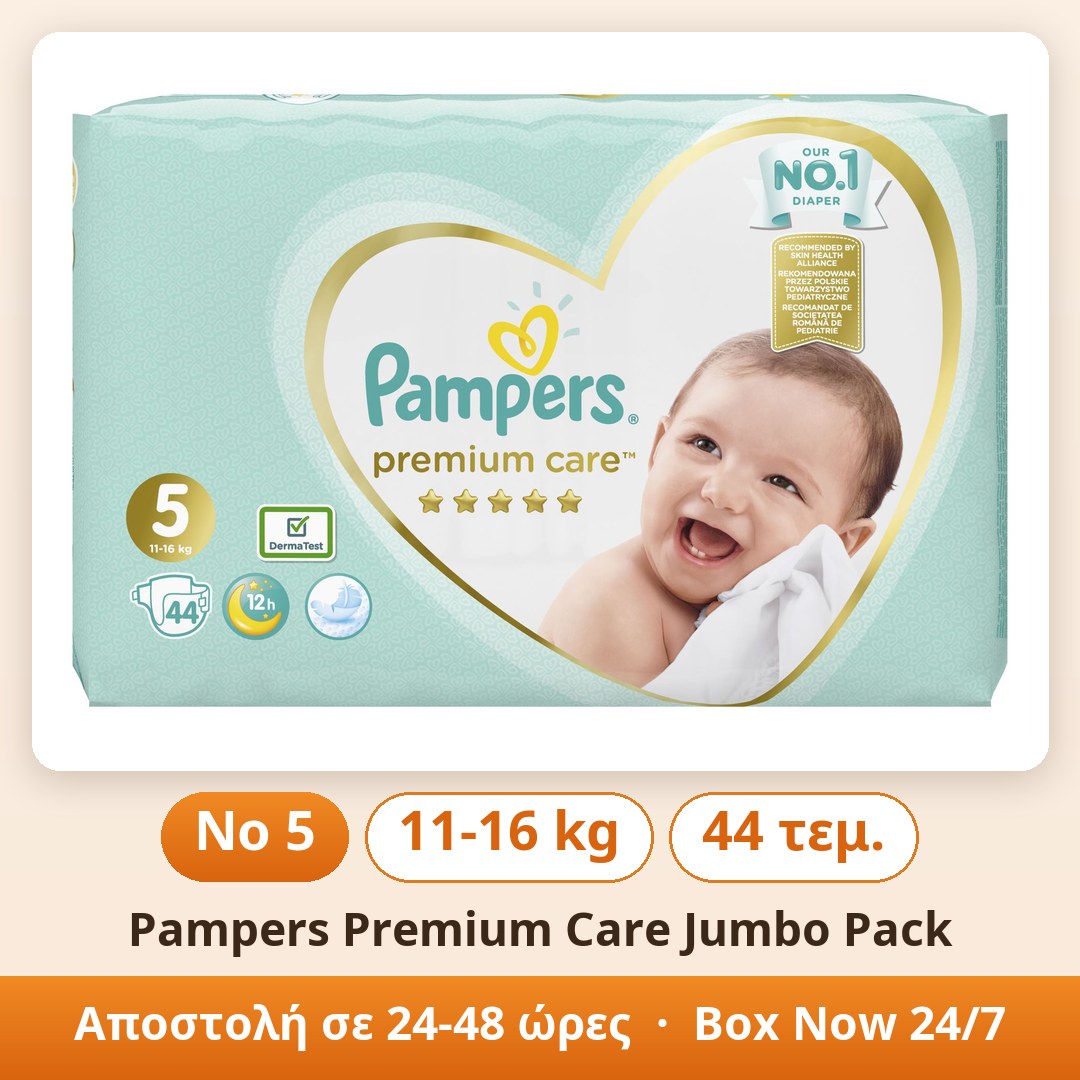 OUR
NO.1
DIAPER
RECOMMENDED BY
SKIN HEALTH
ALLIANCE
REKOMENDOWANA
PRZEZ POLSKIE
TOWARZYSTWO
PEDIATRYCZNE
RECOMANDAT DE
SOCIETATEA
ROMÂNĂ DE
PEDIATRIE
Pampers®
premium care™
5
11-16 kg
DermaTest
44
12h
No 5
11-16 kg
44 τεμ.
Pampers Premium Care Jumbo Pack
Αποστολή σε 24-48 ώρες · Box Now 24/7